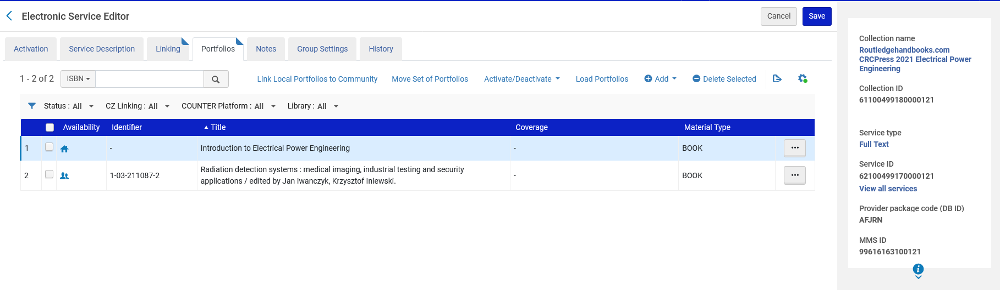 Electronic Service Editor
Cancel
Save
Activation
Service Description
Linking
Portfolios
Notes
Group Settings
History
1 - 2 of 2
ISBN
Link Local Portfolios to Community
Move Set of Portfolios
Activate/Deactivate
Load Portfolios
Add
Delete Selected
Status : All
CZ Linking : All
COUNTER Platform : All
Library : All
Availability
Identifier
Title
Coverage
Material Type
1
-
Introduction to Electrical Power Engineering
-
BOOK
2
1-03-211087-2
Radiation detection systems : medical imaging, industrial testing and security
applications / edited by Jan Iwanczyk, Krzysztof Iniewski.
-
BOOK
Collection name
Routledgehandbooks.com
CRCPress 2021 Electrical Power
Engineering
Collection ID
61100499180000121
Service type
Full Text
Service ID
62100499170000121
View all services
Provider package code (DB ID)
AFJRN
MMS ID
99616163100121